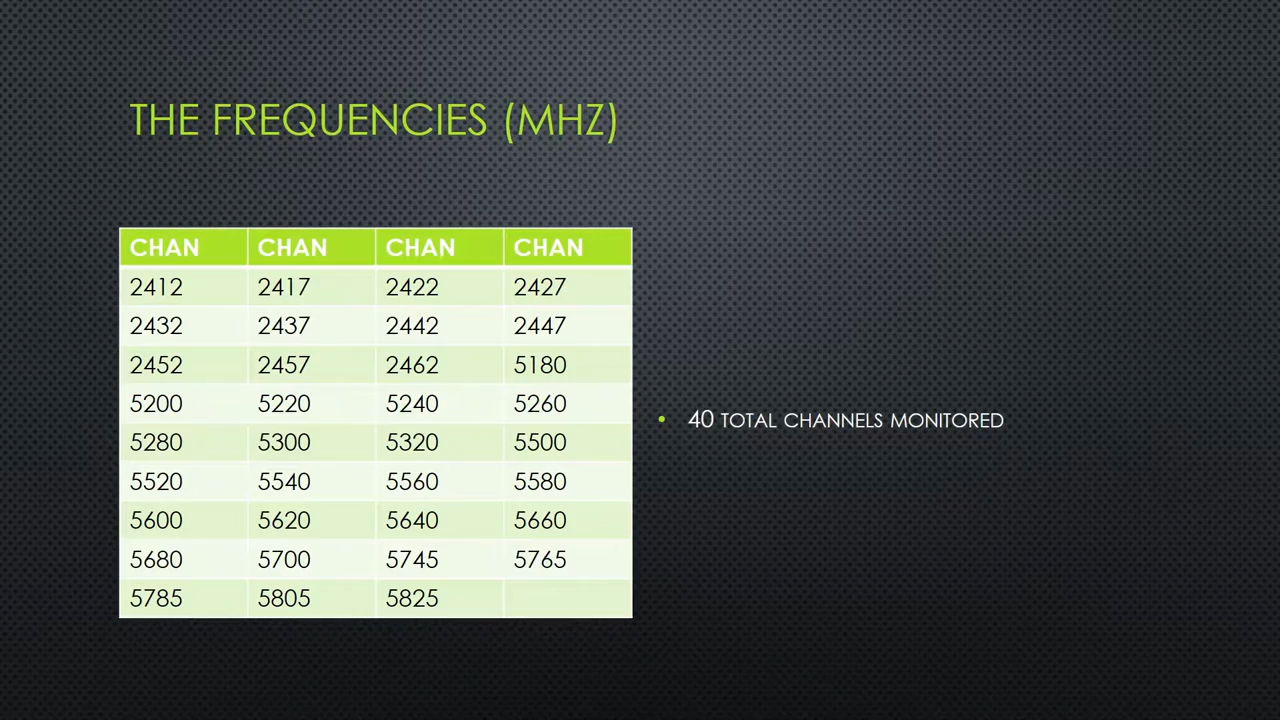 THE FREQUENCIES (MHZ)
CHAN CHAN CHAN CHAN
2412 2417 2422 2427
2432 2437 2442 2447
2452 2457 2462 5180
5200 5220 5240 5260
5280 5300 5320 5500
5520 5540 5560 5580
5600 5620 5640 5660
5680 5700 5745 5765
5785 5805 5825
• 40 TOTAL CHANNELS MONITORED